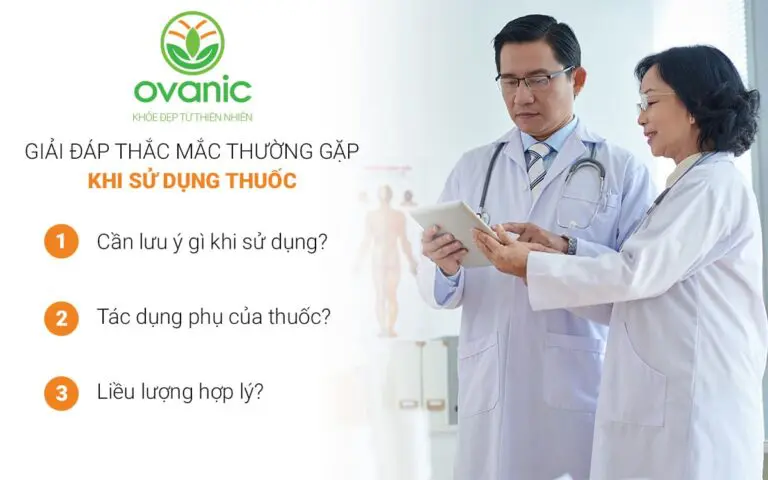 ovanic
KHỎE ĐẸP TỪ THIÊN NHIÊN
GIẢI ĐÁP THẮC MẮC THƯỜNG GẶP
KHI SỬ DỤNG THUỐC
1 Cần lưu ý gì khi sử dụng?
2 Tác dụng phụ của thuốc?
3 Liều lượng hợp lý?